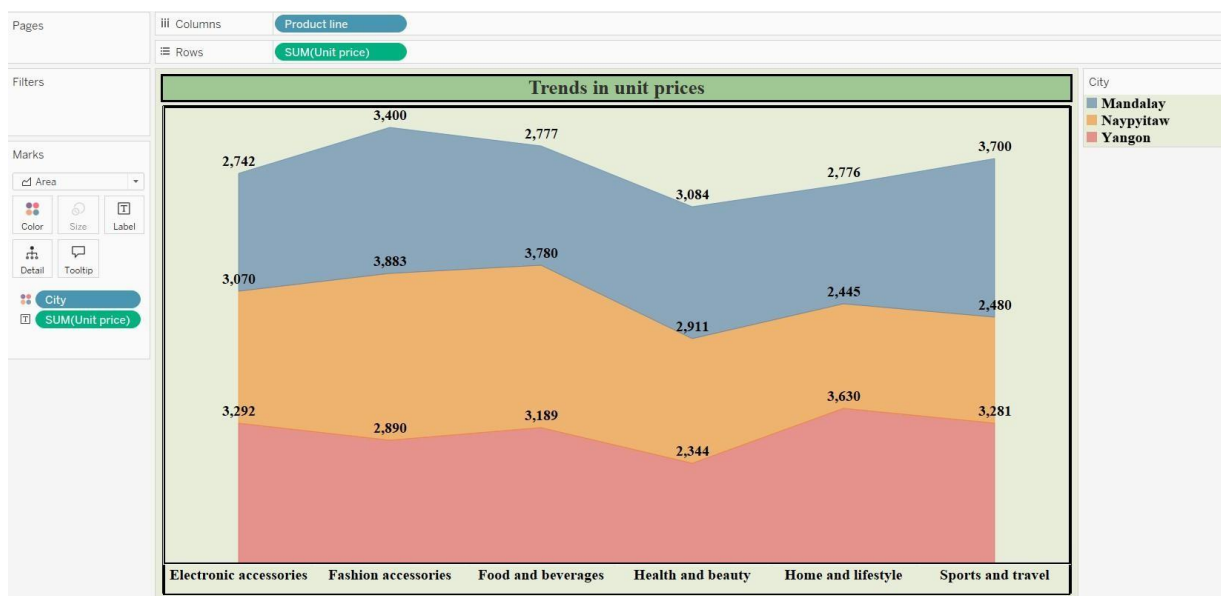 Pages
Columns
Product line
Rows
SUM(Unit price)
Filters
Marks
Area
Color
Size
Label
Detail
Tooltip
City
SUM(Unit price)
Trends in unit prices
3,400
2,777
2,742
3,084
2,776
3,700
3,070
3,883
3,780
2,911
2,445
2,480
3,292
2,890
3,189
2,344
3,630
3,281
Electronic accessories
Fashion accessories
Food and beverages
Health and beauty
Home and lifestyle
Sports and travel
City
Mandalay
Naypyitaw
Yangon